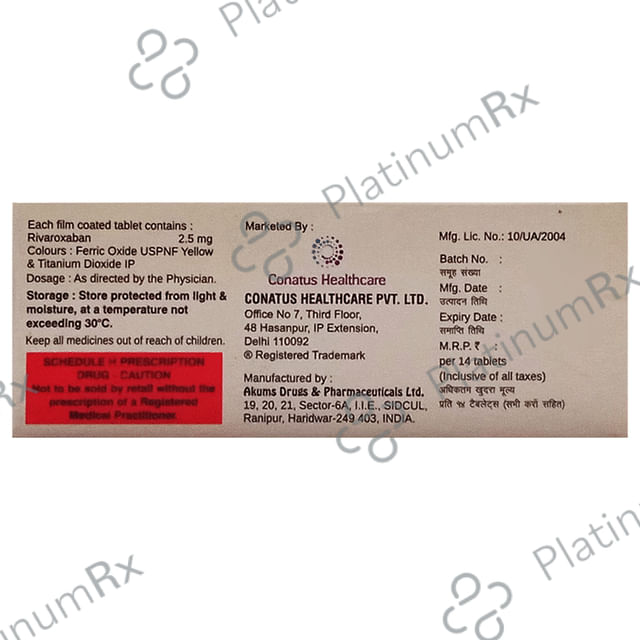 Each film coated tablet contains :
Rivaroxaban 2.5 mg
Colours : Ferric Oxide USPNF Yellow
& Titanium Dioxide IP
Dosage : As directed by the Physician.
Storage : Store protected from light &
moisture, at a temperature not
exceeding 30°C.
Keep all medicines out of reach of children.
SCHEDULE H PRESCRIPTION
DRUG - CAUTION
Not to be sold by retail without the
prescription of a Registered
Medical Practitioner.
Marketed By :
Conatus Healthcare
CONATUS HEALTHCARE PVT. LTD.
Office No 7, Third Floor,
48 Hasanpur, IP Extension,
Delhi 110092
® Registered Trademark
Manufactured by :
Akums Drugs & Pharmaceuticals Ltd.
19, 20, 21, Sector-6A, I.I.E., SIDCUL,
Ranipur, Haridwar-249 403, INDIA.
Mfg. Lic. No.: 10/UA/2004
Batch No. :
समूह संख्या
Mfg. Date :
उत्पादन तिथि
Expiry Date :
समाप्ति तिथि
M.R.P. ₹ :
per 14 tablets
(Inclusive of all taxes)
अधिकतम खुदरा मूल्य
प्रति १४ टैबलेट्स (सभी करों सहित)
PlatinumRx
PlatinumRx
PlatinumRx
PlatinumRx